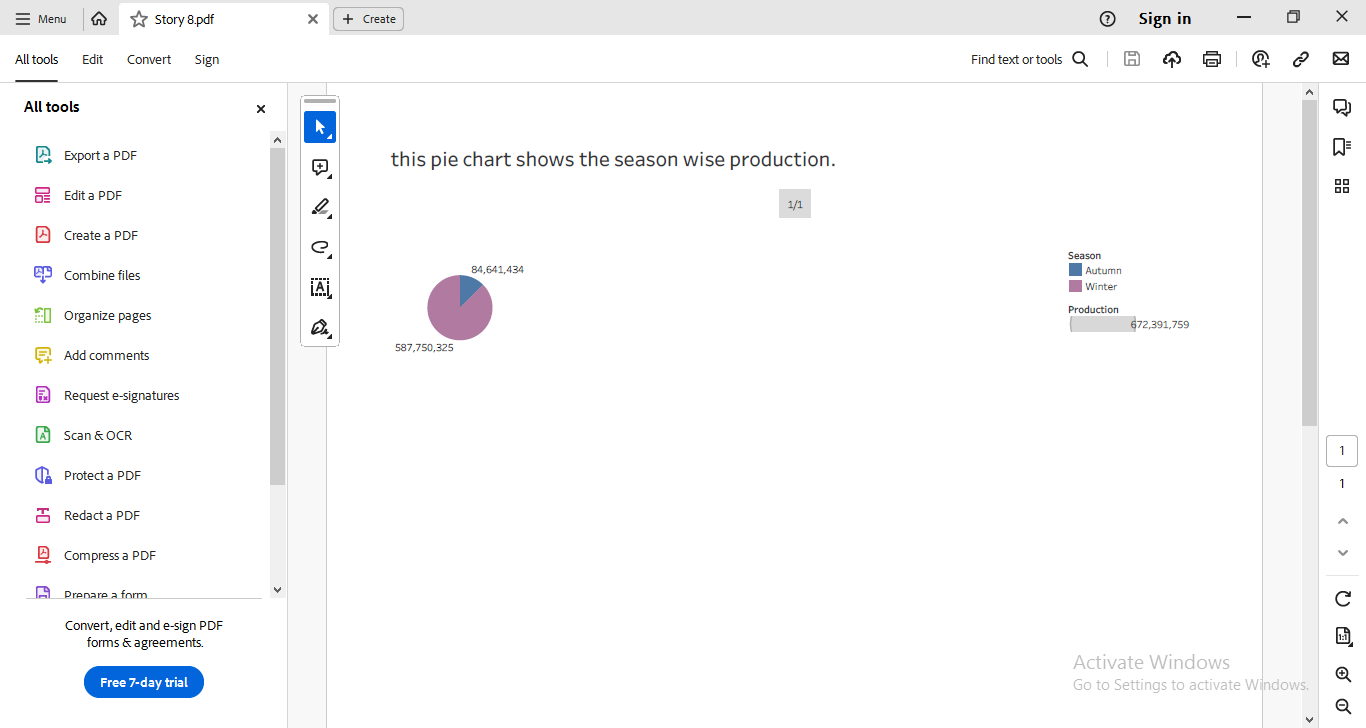 Menu
Story 8.pdf
Create
Sign in
All tools
Edit
Convert
Sign
Find text or tools
All tools
Export a PDF
Edit a PDF
Create a PDF
Combine files
Organize pages
Add comments
Request e-signatures
Scan & OCR
Protect a PDF
Redact a PDF
Compress a PDF
Prepare a form
Convert, edit and e-sign PDF
forms & agreements.
Free 7-day trial
this pie chart shows the season wise production.
1/1
84,641,434
587,750,325
Season
Autumn
Winter
Production
672,391,759
1
1
Activate Windows
Go to Settings to activate Windows.